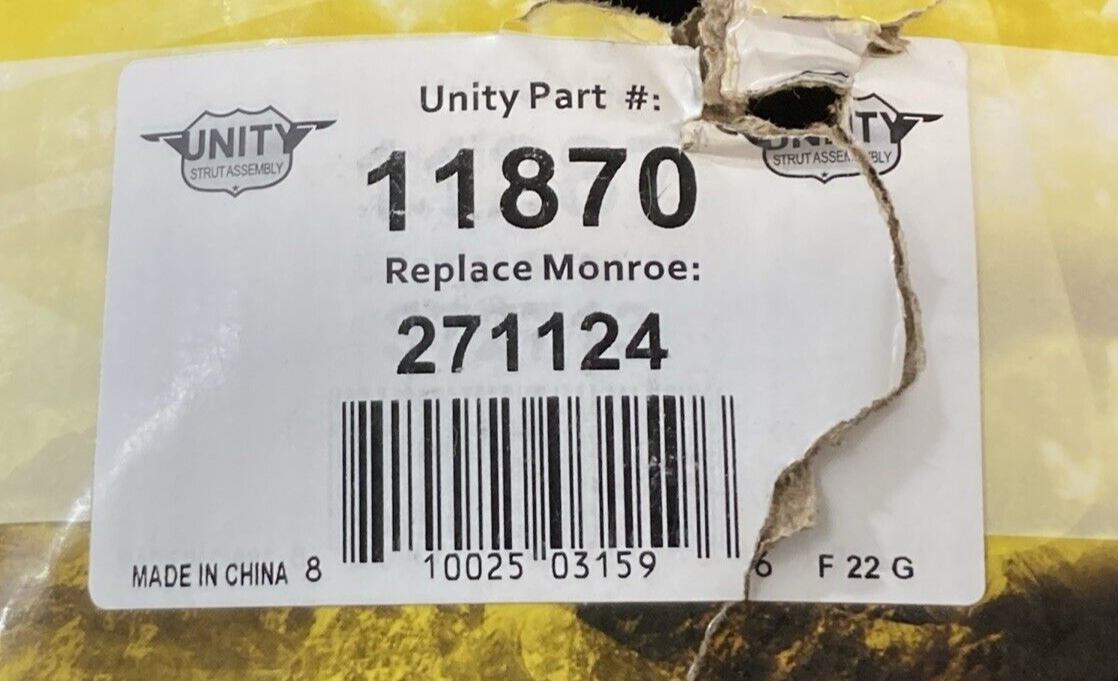 Unity Part #:
UNITY
STRUT ASSEMBLY
UNITY
STRUT ASSEMBLY
11870
Replace Monroe:
271124
MADE IN CHINA 8 10025 03159 6 F 22 G